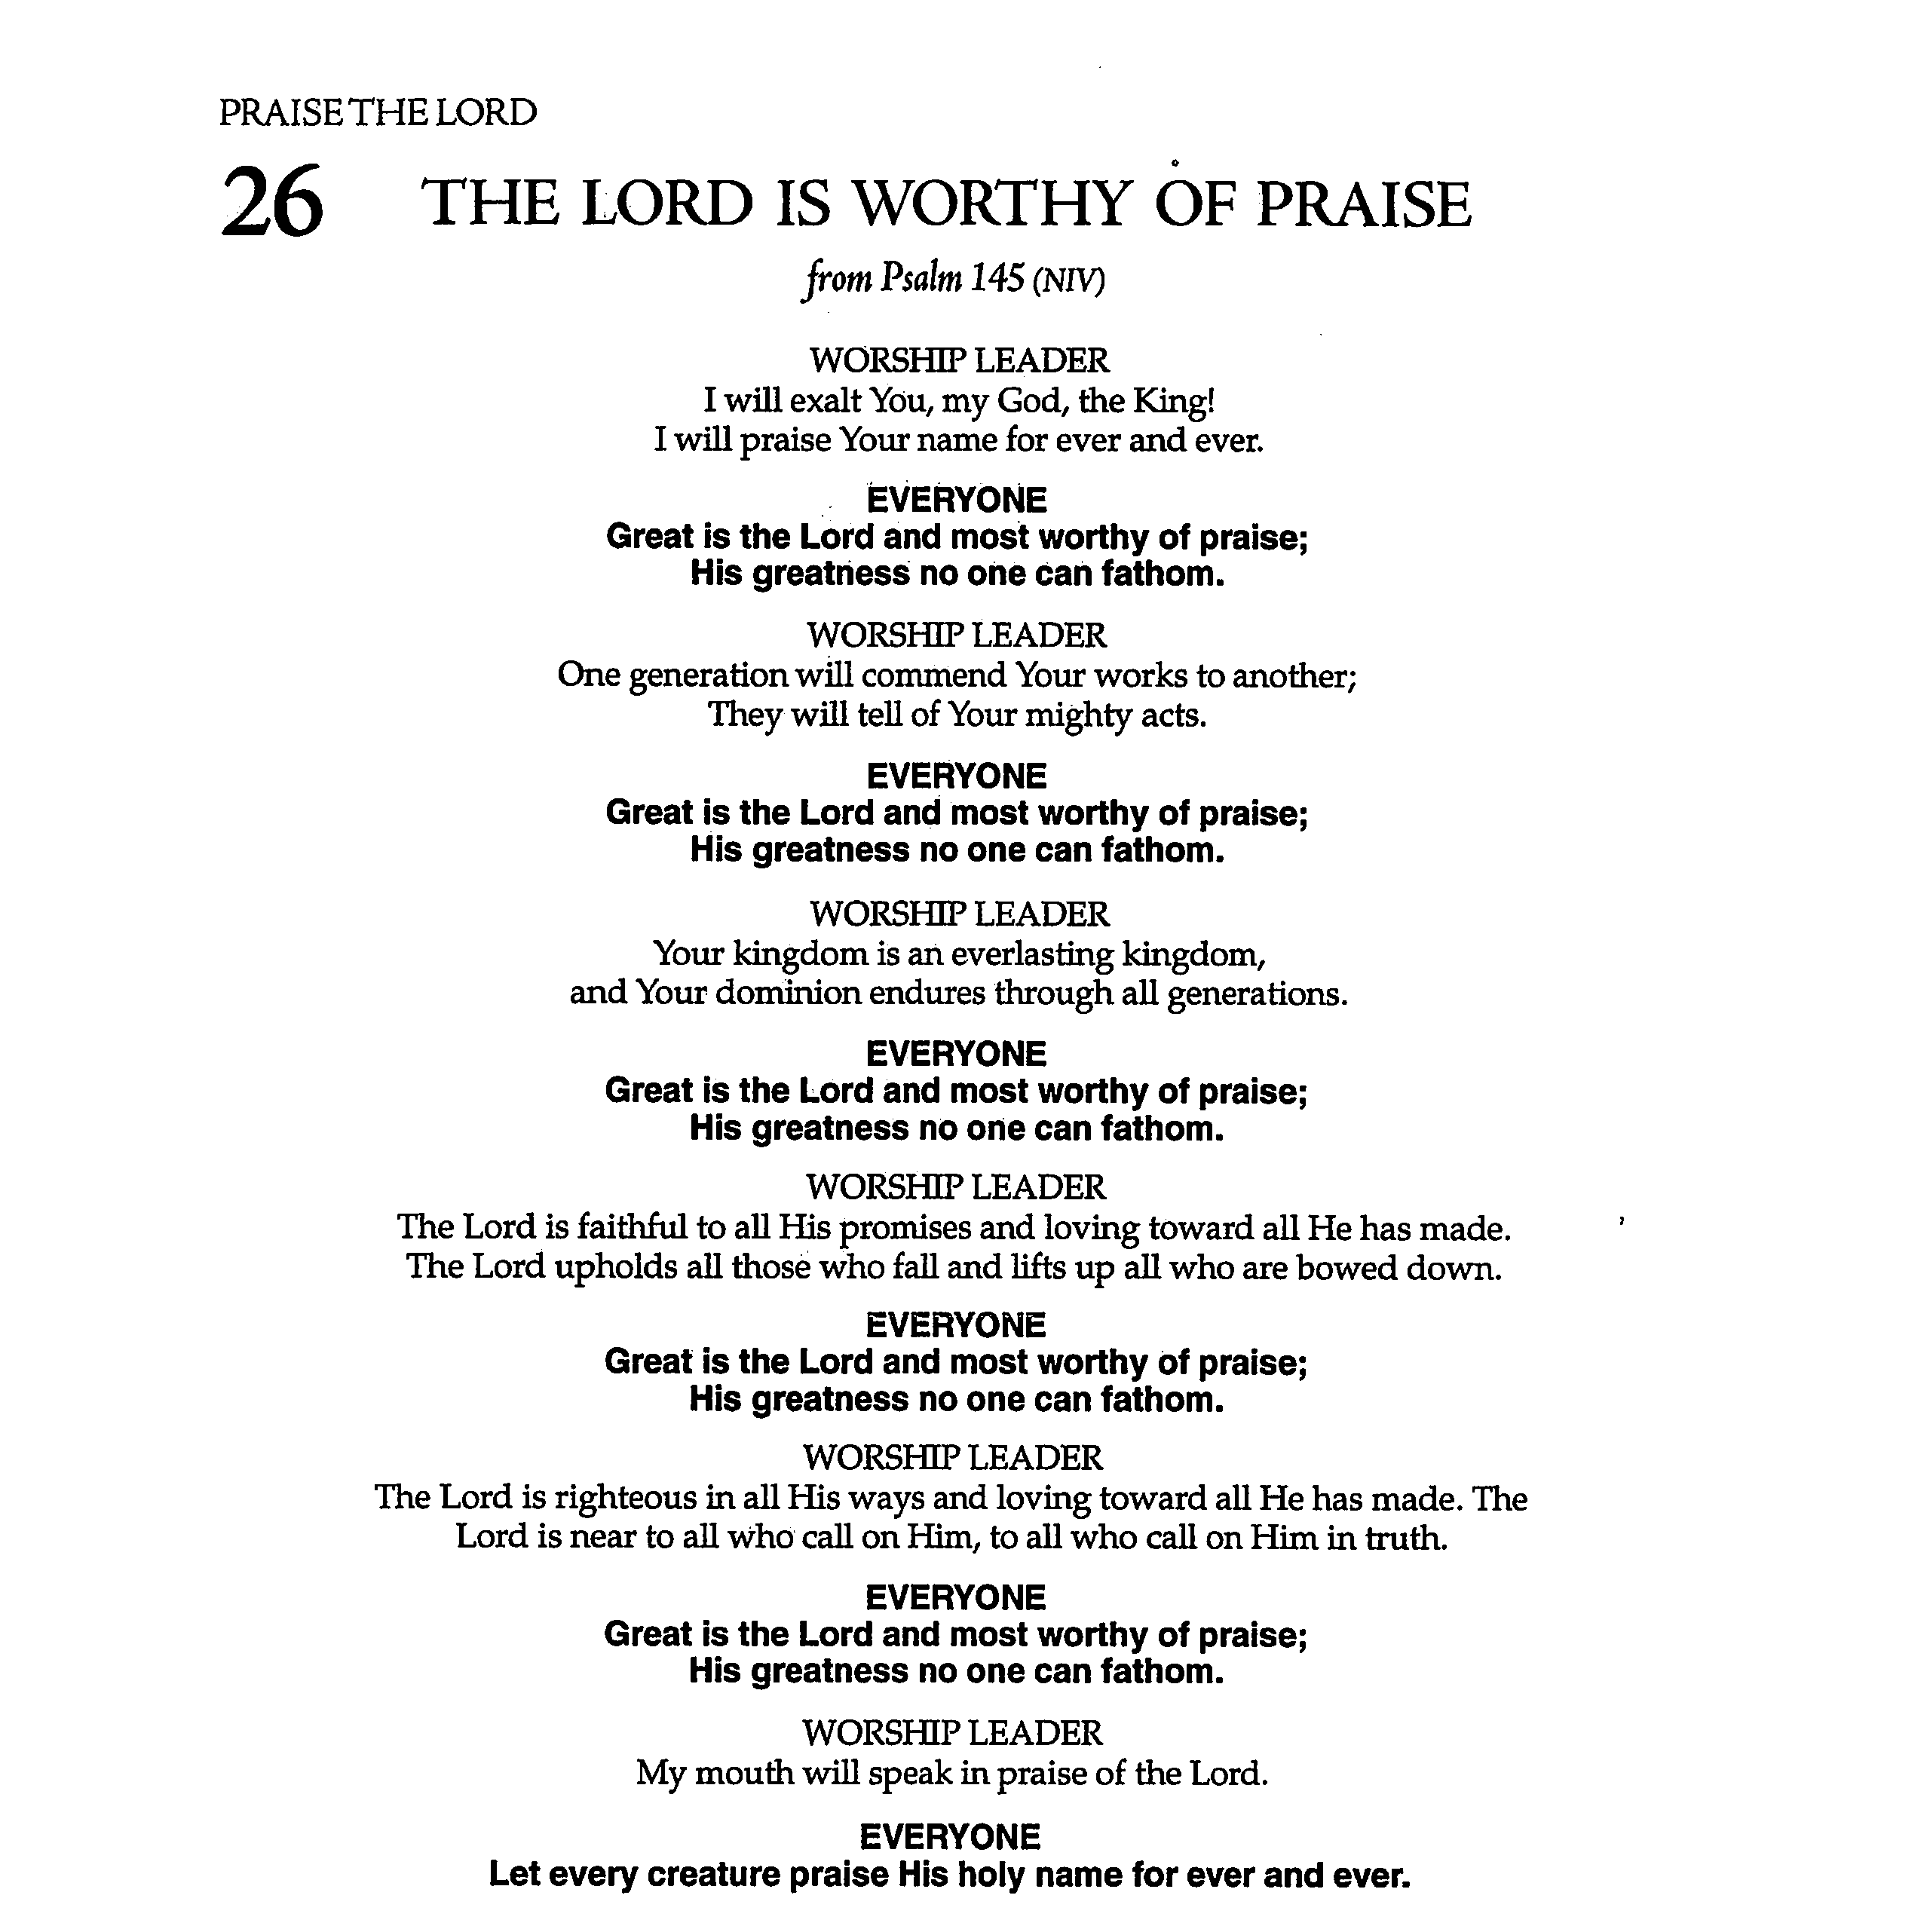 PRAISE THE LORD
26 THE LORD IS WORTHY OF PRAISE
from Psalm 145 (NIV)
WORSHIP LEADER
I will exalt You, my God, the King!
I will praise Your name for ever and ever.
EVERYONE
Great is the Lord and most worthy of praise;
His greatness no one can fathom.
WORSHIP LEADER
One generation will commend Your works to another;
They will tell of Your mighty acts.
EVERYONE
Great is the Lord and most worthy of praise;
His greatness no one can fathom.
WORSHIP LEADER
Your kingdom is an everlasting kingdom,
and Your dominion endures through all generations.
EVERYONE
Great is the Lord and most worthy of praise;
His greatness no one can fathom.
WORSHIP LEADER
The Lord is faithful to all His promises and loving toward all He has made.
The Lord upholds all those who fall and lifts up all who are bowed down.
EVERYONE
Great is the Lord and most worthy of praise;
His greatness no one can fathom.
WORSHIP LEADER
The Lord is righteous in all His ways and loving toward all He has made. The
Lord is near to all who call on Him, to all who call on Him in truth.
EVERYONE
Great is the Lord and most worthy of praise;
His greatness no one can fathom.
WORSHIP LEADER
My mouth will speak in praise of the Lord.
EVERYONE
Let every creature praise His holy name for ever and ever.